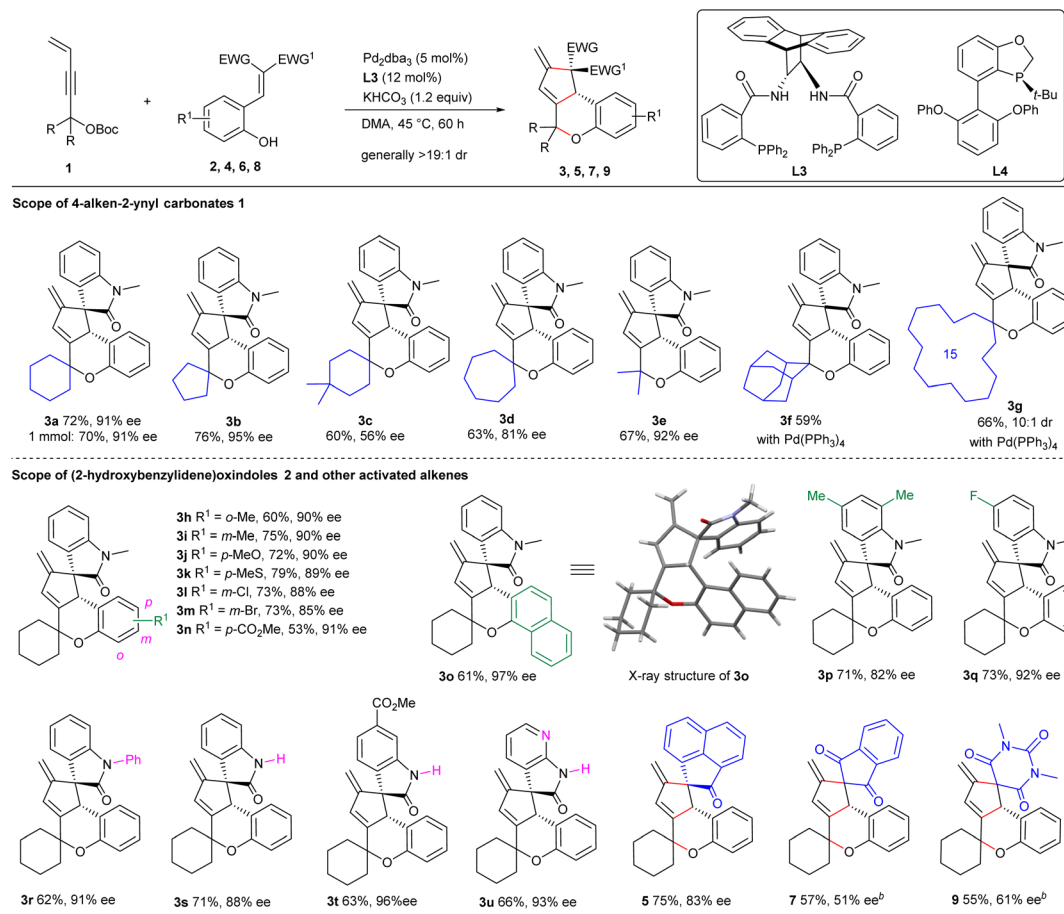 R
R
OBoc
1
+
EWG EWG¹
R¹
OH
2, 4, 6, 8
Pd₂dba₃ (5 mol%)
L3 (12 mol%)
KHCO₃ (1.2 equiv)
DMA, 45 °C, 60 h
generally >19:1 dr
EWG
EWG¹
R¹
O
R
R
3, 5, 7, 9
O
NH
HN
O
PPh₂
Ph₂P
L3
O
P
t-Bu
PhO
OPh
L4
Scope of 4-alken-2-ynyl carbonates 1
N
O
O
3a 72%, 91% ee
1 mmol: 70%, 91% ee
N
O
O
3b
76%, 95% ee
N
O
O
3c
60%, 56% ee
N
O
O
3d
63%, 81% ee
N
O
O
3e
67%, 92% ee
N
O
O
3f 59%
with Pd(PPh₃)₄
N
O
O
15
3g
66%, 10:1 dr
with Pd(PPh₃)₄
Scope of (2-hydroxybenzylidene)oxindoles 2 and other activated alkenes
N
O
O
p
R¹
m
o
3h R¹ = o-Me, 60%, 90% ee
3i R¹ = m-Me, 75%, 90% ee
3j R¹ = p-MeO, 72%, 90% ee
3k R¹ = p-MeS, 79%, 89% ee
3l R¹ = m-Cl, 73%, 88% ee
3m R¹ = m-Br, 73%, 85% ee
3n R¹ = p-CO₂Me, 53%, 91% ee
N
O
O
3o 61%, 97% ee
X-ray structure of 3o
Me
Me
N
O
O
3p 71%, 82% ee
F
N
O
O
3q 73%, 92% ee
N-Ph
O
O
3r 62%, 91% ee
N-H
O
O
3s 71%, 88% ee
CO₂Me
N-H
O
O
3t 63%, 96%ee
N
N-H
O
O
3u 66%, 93% ee
O
O
5 75%, 83% ee
O
O
O
7 57%, 51% eeᵇ
N
O
O
N
O
O
9 55%, 61% eeᵇ